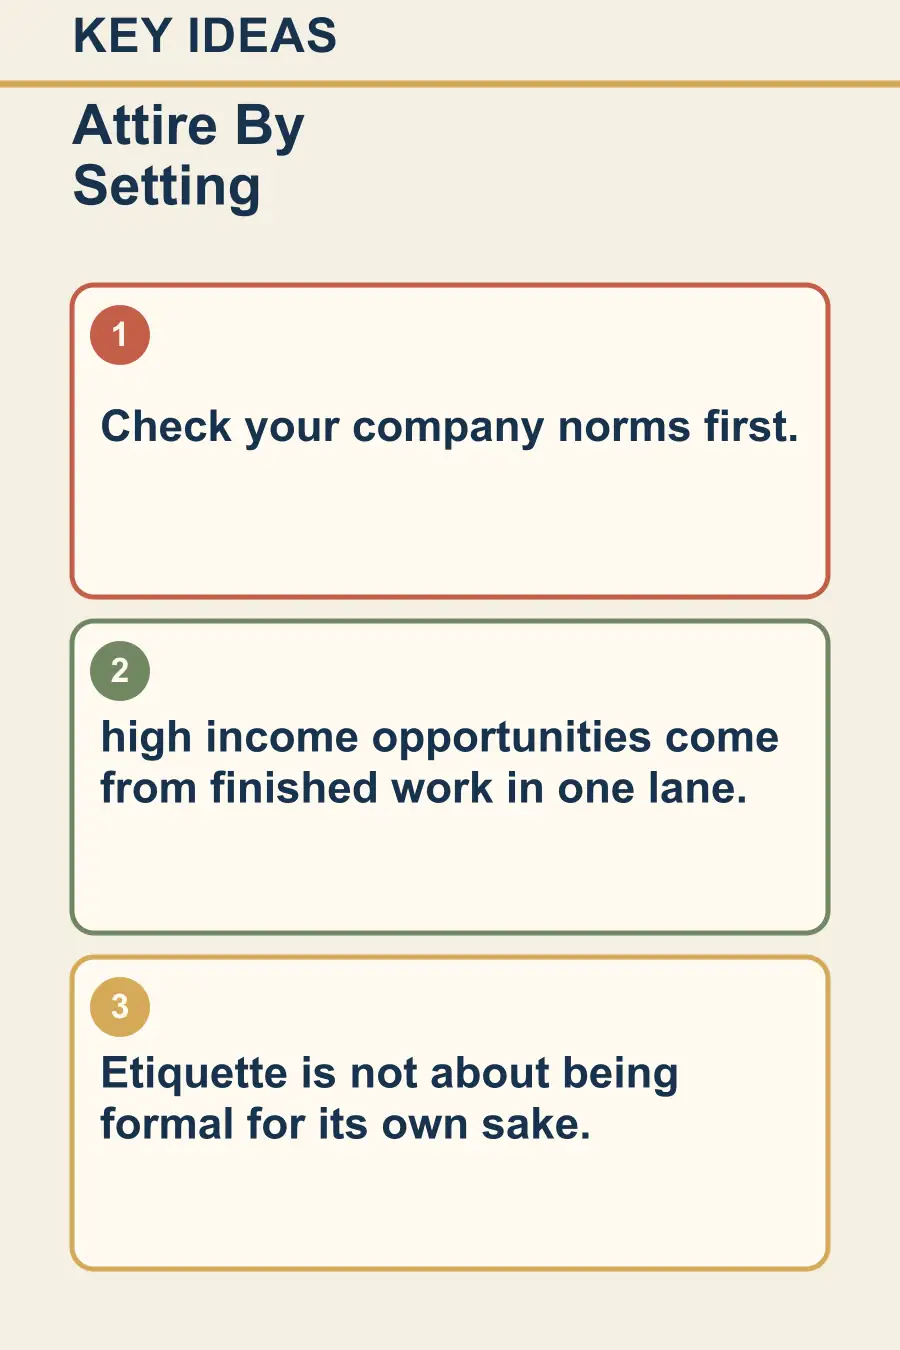 KEY IDEAS
Attire By
Setting
1
Check your company norms first.
2
high income opportunities come
from finished work in one lane.
3
Etiquette is not about being
formal for its own sake.